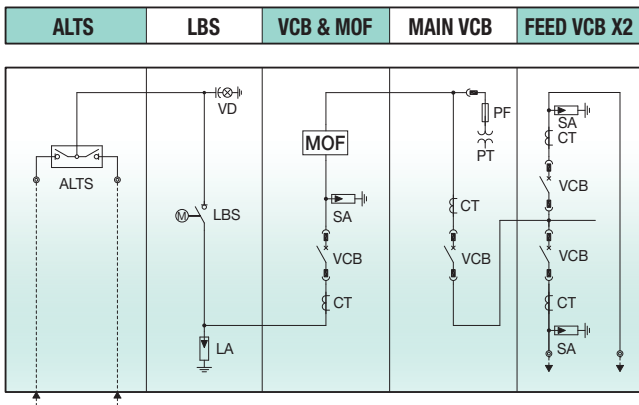 ALTS LBS VCB & MOF MAIN VCB FEED VCB X2
VD
ALTS
M LBS
LA
MOF
SA
VCB
CT
PF
PT
CT
VCB
SA
CT
VCB
VCB
CT
SA